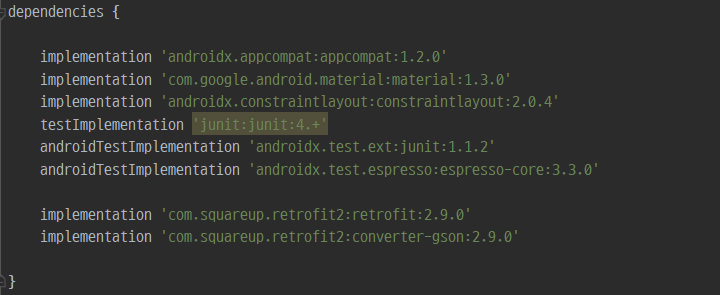 dependencies {
implementation 'androidx.appcompat:appcompat:1.2.0'
implementation 'com.google.android.material:material:1.3.0'
implementation 'androidx.constraintlayout:constraintlayout:2.0.4'
testImplementation 'junit:junit:4.+'
androidTestImplementation 'androidx.test.ext:junit:1.1.2'
androidTestImplementation 'androidx.test.espresso:espresso-core:3.3.0'
implementation 'com.squareup.retrofit2:retrofit:2.9.0'
implementation 'com.squareup.retrofit2:converter-gson:2.9.0'
}